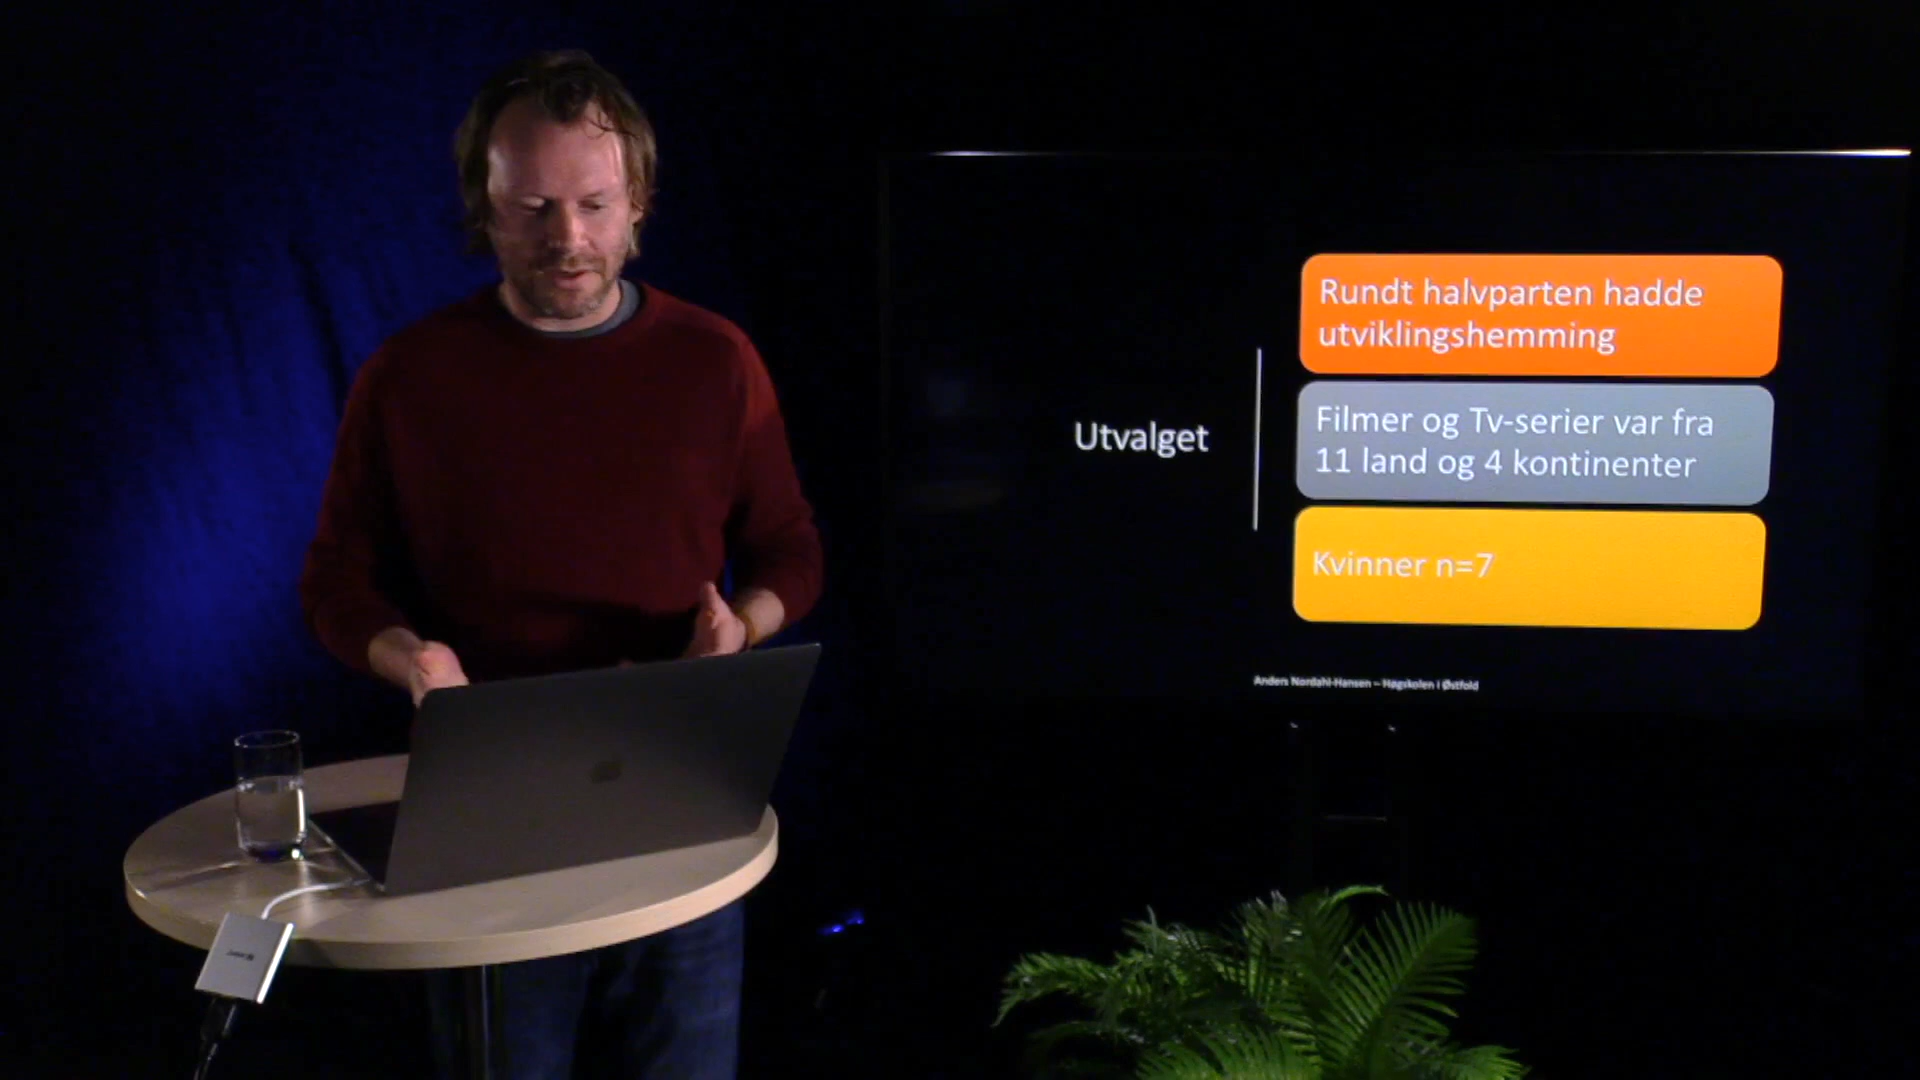 Utvalget
Rundt halvparten hadde
utviklingshemming
Filmer og Tv-serier var fra
11 land og 4 kontinenter
Kvinner n=7
Anders Nordahl-Hansen – Høgskolen i Østfold